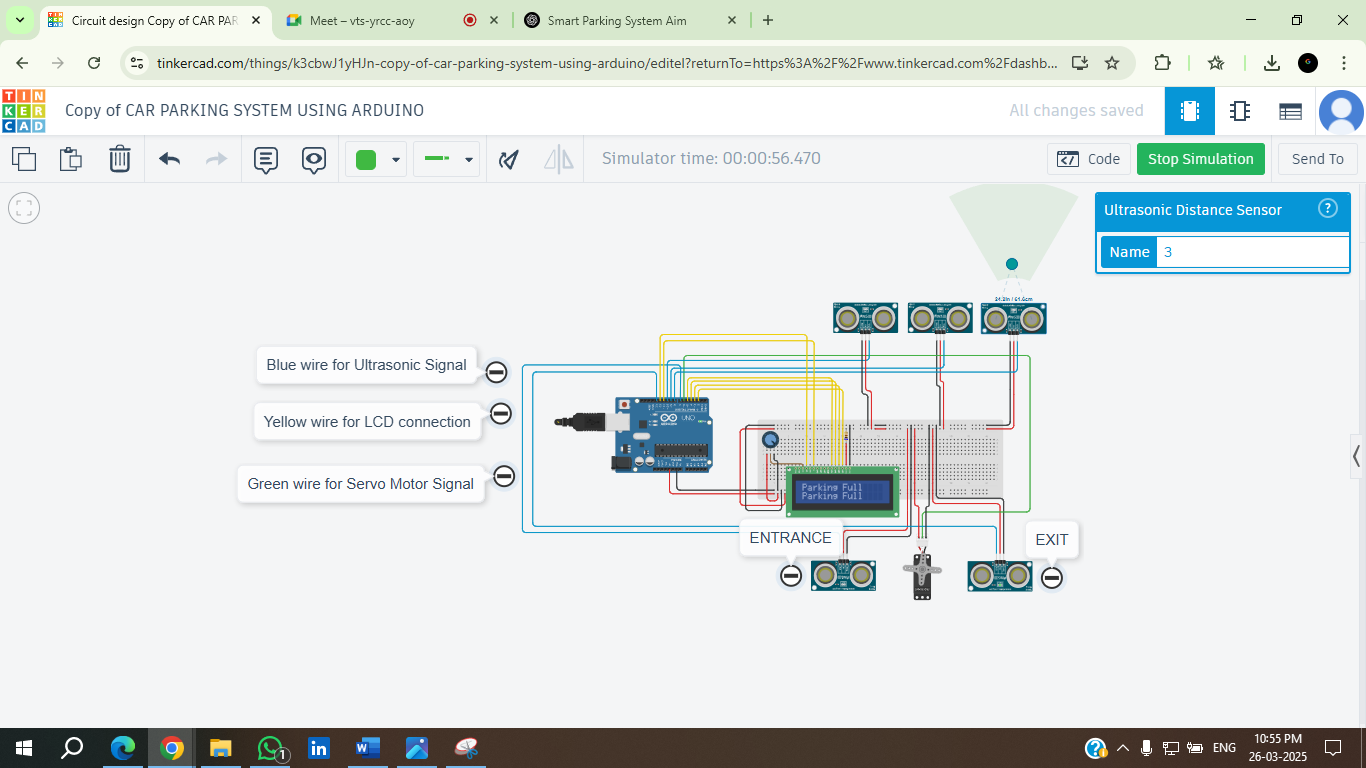 Circuit design Copy of CAR PAR
Meet – vts-yrcc-aoy
Smart Parking System Aim
tinkercad.com/things/k3cbwJ1yHJn-copy-of-car-parking-system-using-arduino/editel?returnTo=https%3A%2F%2Fwww.tinkercad.com%2Fdashb...
G
TIN
KER
CAD
Copy of CAR PARKING SYSTEM USING ARDUINO
All changes saved
Simulator time: 00:00:56.470
Code
Stop Simulation
Send To
Ultrasonic Distance Sensor
?
Name 3
Blue wire for Ultrasonic Signal
Yellow wire for LCD connection
Green wire for Servo Motor Signal
UNO
Parking Full
Parking Full
ENTRANCE
EXIT
1
ENG
10:55 PM
26-03-2025